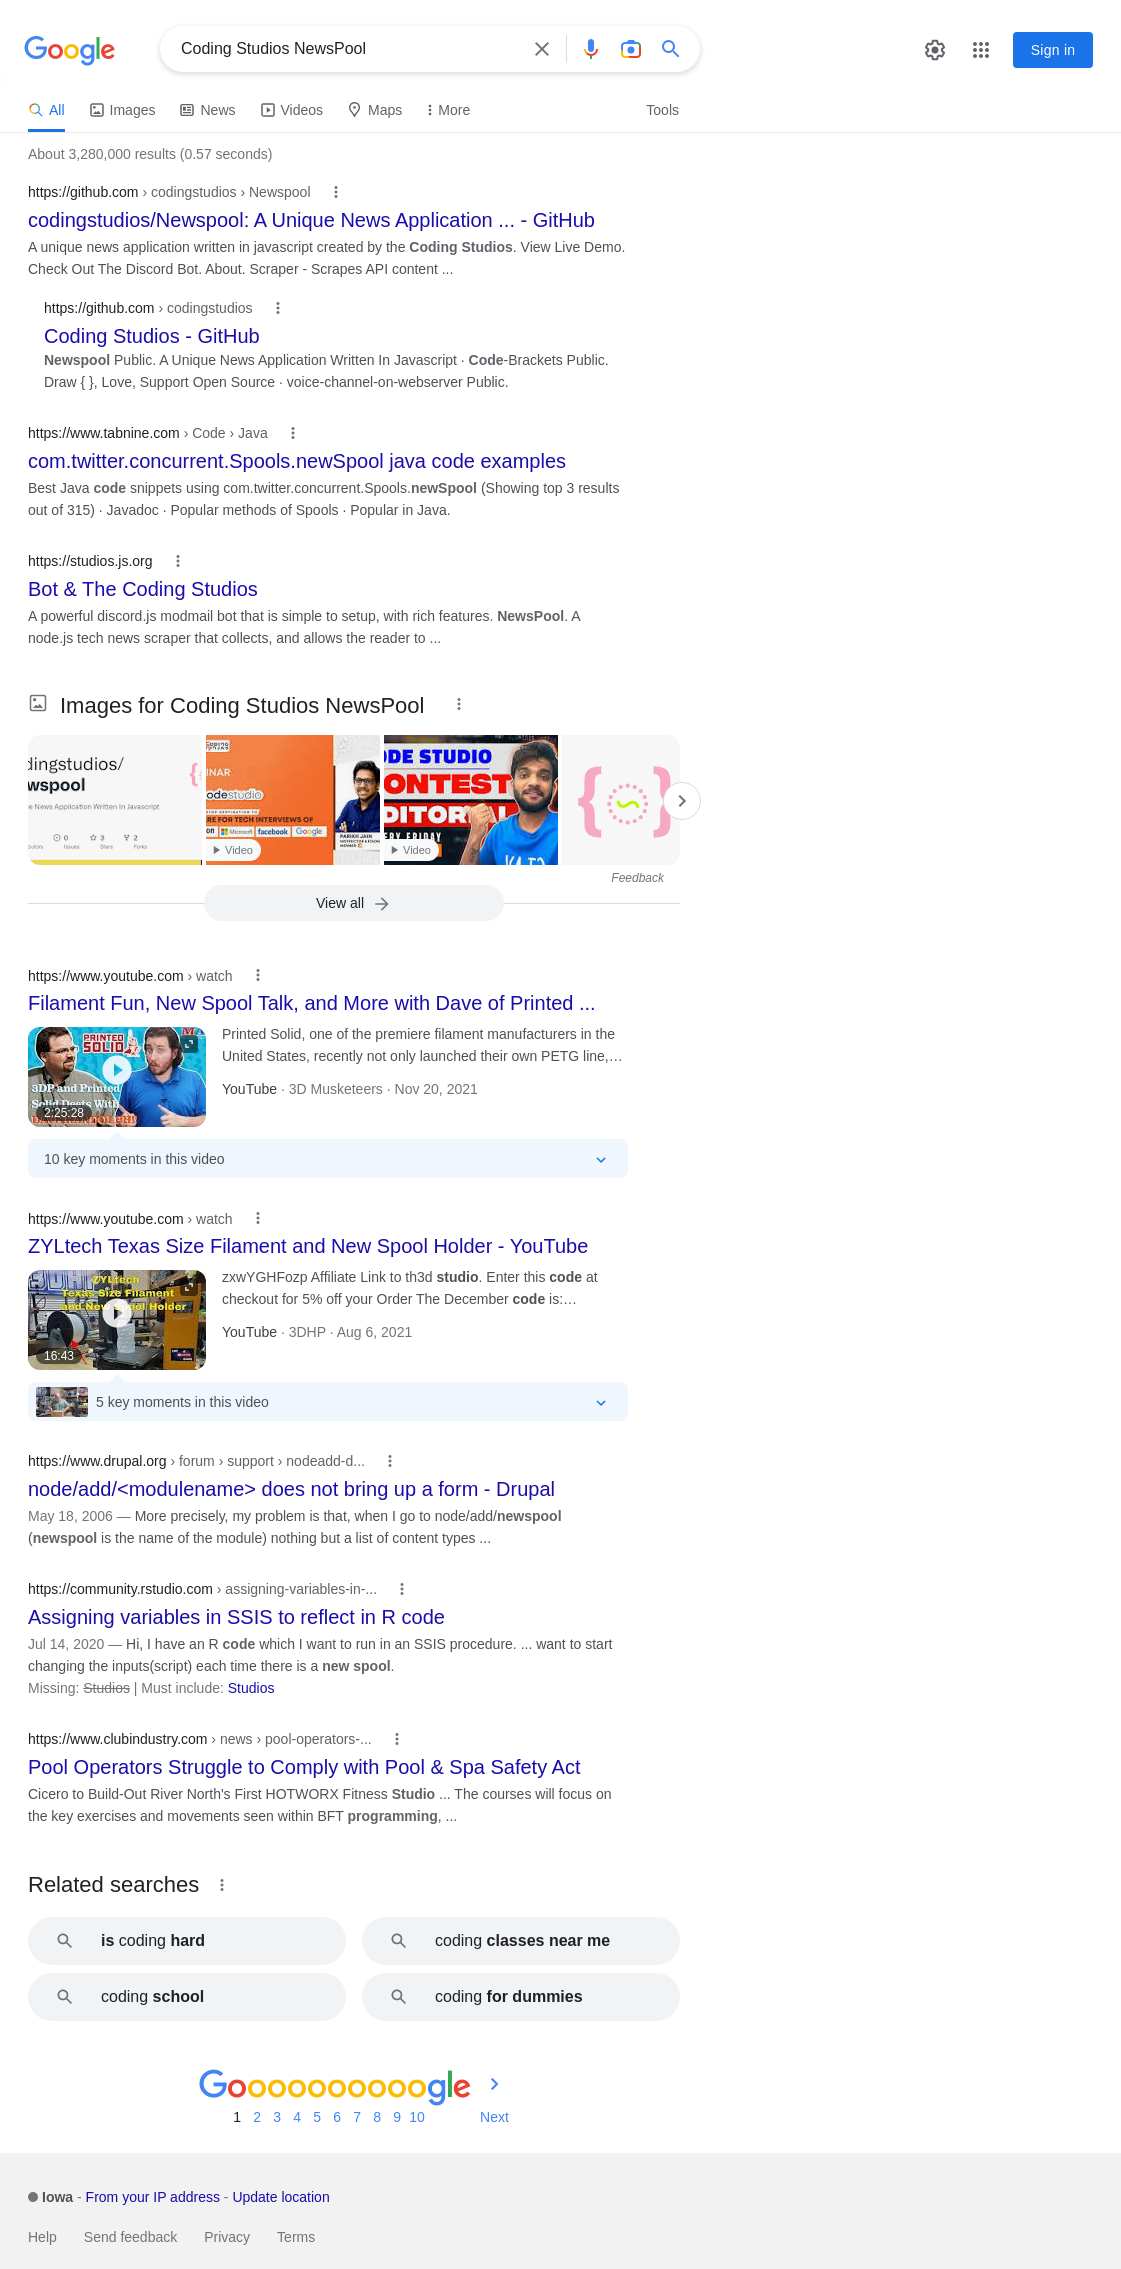 Google
Coding Studios NewsPool
Sign in
All Images News Videos Maps More Tools
About 3,280,000 results (0.57 seconds)
https://github.com › codingstudios › Newspool
codingstudios/Newspool: A Unique News Application ... - GitHub
A unique news application written in javascript created by the Coding Studios. View Live Demo.
Check Out The Discord Bot. About. Scraper - Scrapes API content ...
https://github.com › codingstudios
Coding Studios - GitHub
Newspool Public. A Unique News Application Written In Javascript · Code-Brackets Public.
Draw { }, Love, Support Open Source · voice-channel-on-webserver Public.
https://www.tabnine.com › Code › Java
com.twitter.concurrent.Spools.newSpool java code examples
Best Java code snippets using com.twitter.concurrent.Spools.newSpool (Showing top 3 results
out of 315) · Javadoc · Popular methods of Spools · Popular in Java.
https://studios.js.org
Bot & The Coding Studios
A powerful discord.js modmail bot that is simple to setup, with rich features. NewsPool. A
node.js tech news scraper that collects, and allows the reader to ...
Images for Coding Studios NewsPool
dingstudios/
wspool
e News Application Written In Javascript
0 3 2
utors Issues Stars Forks
INAR
odestudio
RE FOR TECH INTERVIEWS OF
on Microsoft facebook Google
PARIKH JAIN
Video
ODE STUDIO
ONTEST
DITORIAL
RY FRIDAY
Video
Feedback
View all
https://www.youtube.com › watch
Filament Fun, New Spool Talk, and More with Dave of Printed ...
PRINTED
SOLID
3DP and Printed
Solid Deets With
2:25:28
Printed Solid, one of the premiere filament manufacturers in the
United States, recently not only launched their own PETG line,…
YouTube · 3D Musketeers · Nov 20, 2021
10 key moments in this video
https://www.youtube.com › watch
ZYLtech Texas Size Filament and New Spool Holder - YouTube
ZYLtech
Texas Size Filament
and New Spool Holder
16:43
zxwYGHFozp Affiliate Link to th3d studio. Enter this code at
checkout for 5% off your Order The December code is:…
YouTube · 3DHP · Aug 6, 2021
5 key moments in this video
https://www.drupal.org › forum › support › nodeadd-d...
node/add/<modulename> does not bring up a form - Drupal
May 18, 2006 — More precisely, my problem is that, when I go to node/add/newspool
(newspool is the name of the module) nothing but a list of content types ...
https://community.rstudio.com › assigning-variables-in-...
Assigning variables in SSIS to reflect in R code
Jul 14, 2020 — Hi, I have an R code which I want to run in an SSIS procedure. ... want to start
changing the inputs(script) each time there is a new spool.
Missing: Studios | Must include: Studios
https://www.clubindustry.com › news › pool-operators-...
Pool Operators Struggle to Comply with Pool & Spa Safety Act
Cicero to Build-Out River North's First HOTWORX Fitness Studio ... The courses will focus on
the key exercises and movements seen within BFT programming, ...
Related searches
is coding hard
coding classes near me
coding school
coding for dummies
Goooooooooogle
1 2 3 4 5 6 7 8 9 10 Next
Iowa - From your IP address - Update location
Help Send feedback Privacy Terms